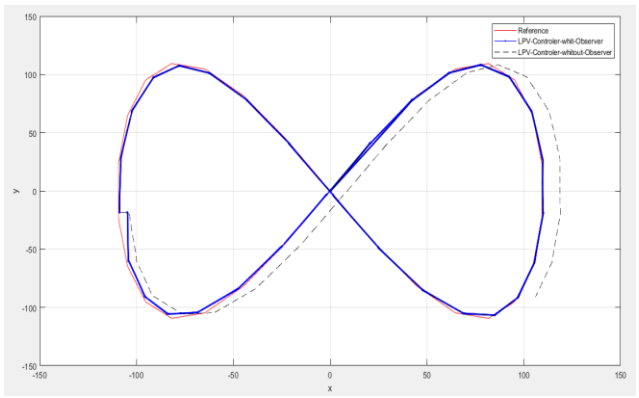 150
Reference
LPV-Controler-whit-Observer
LPV-Controler-whitout-Observer
100
50
y
0
-50
-100
-150
-150
-100
-50
0
50
100
150
x